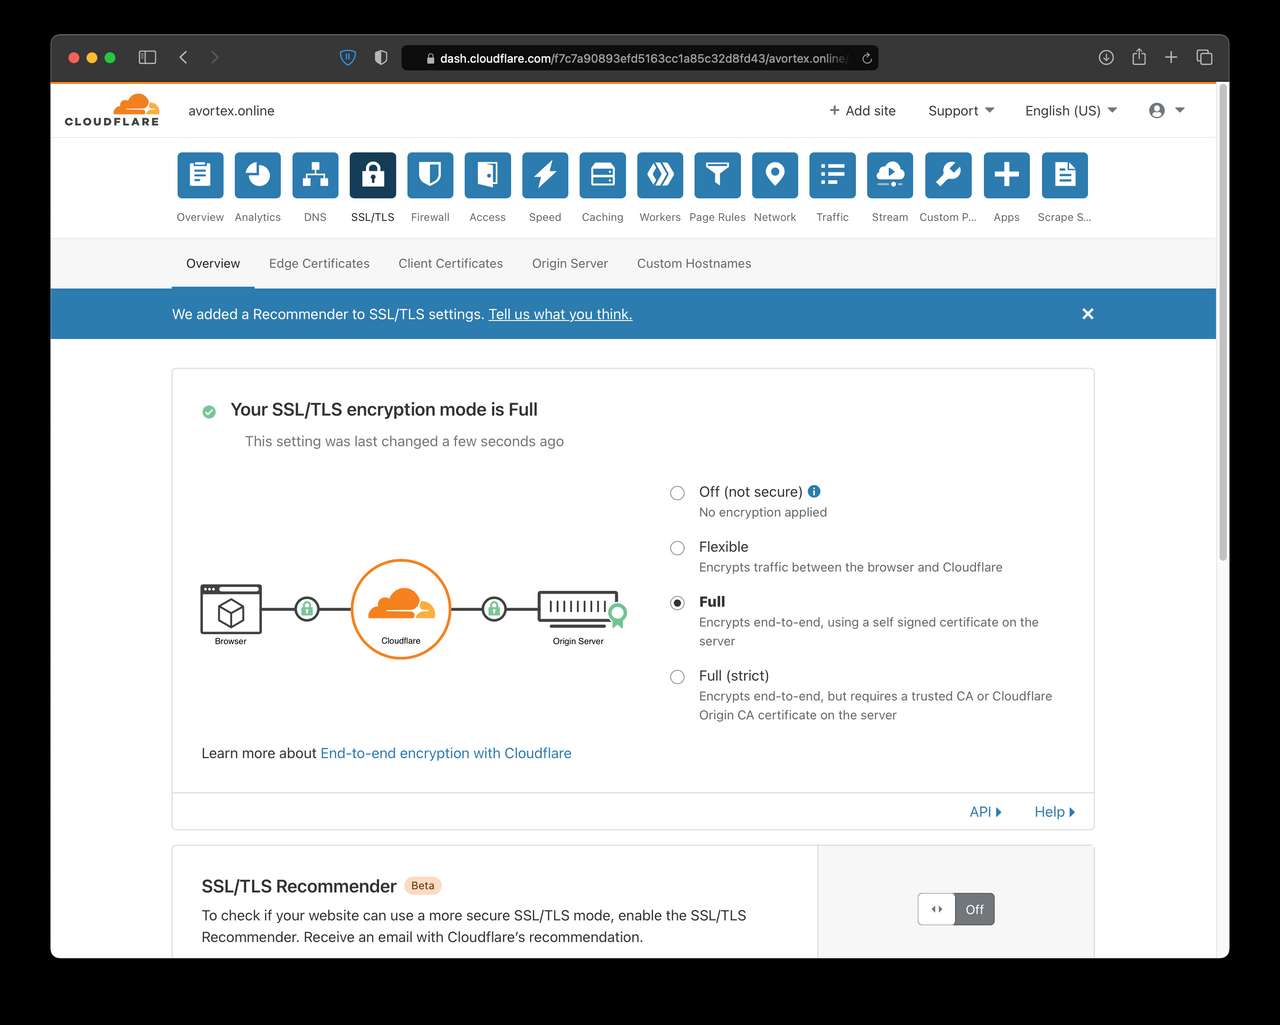 dash.cloudflare.com/f7c7a90893efd5163cc1a85c32d8fd43/avortex.online/
CLOUDFLARE
avortex.online
+ Add site
Support
English (US)
Overview
Analytics
DNS
SSL/TLS
Firewall
Access
Speed
Caching
Workers
Page Rules
Network
Traffic
Stream
Custom P...
Apps
Scrape S...
Overview
Edge Certificates
Client Certificates
Origin Server
Custom Hostnames
We added a Recommender to SSL/TLS settings. Tell us what you think.
Your SSL/TLS encryption mode is Full
This setting was last changed a few seconds ago
Browser
Cloudflare
Origin Server
Off (not secure)
No encryption applied
Flexible
Encrypts traffic between the browser and Cloudflare
Full
Encrypts end-to-end, using a self signed certificate on the
server
Full (strict)
Encrypts end-to-end, but requires a trusted CA or Cloudflare
Origin CA certificate on the server
Learn more about End-to-end encryption with Cloudflare
API
Help
SSL/TLS Recommender Beta
To check if your website can use a more secure SSL/TLS mode, enable the SSL/TLS
Recommender. Receive an email with Cloudflare's recommendation.
Off